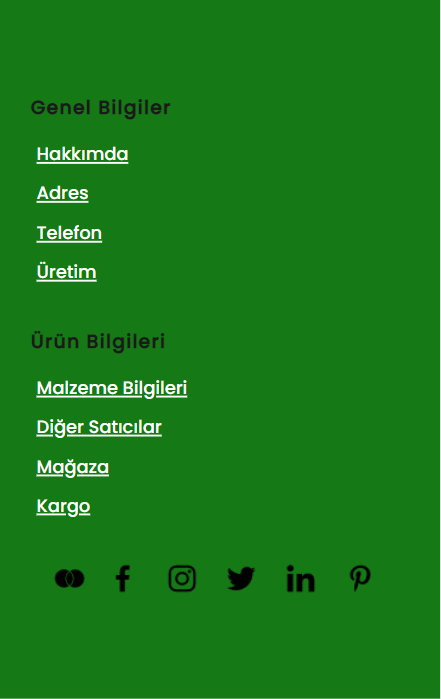 Genel Bilgiler
Hakkımda
Adres
Telefon
Üretim
Ürün Bilgileri
Malzeme Bilgileri
Diğer Satıcılar
Mağaza
Kargo